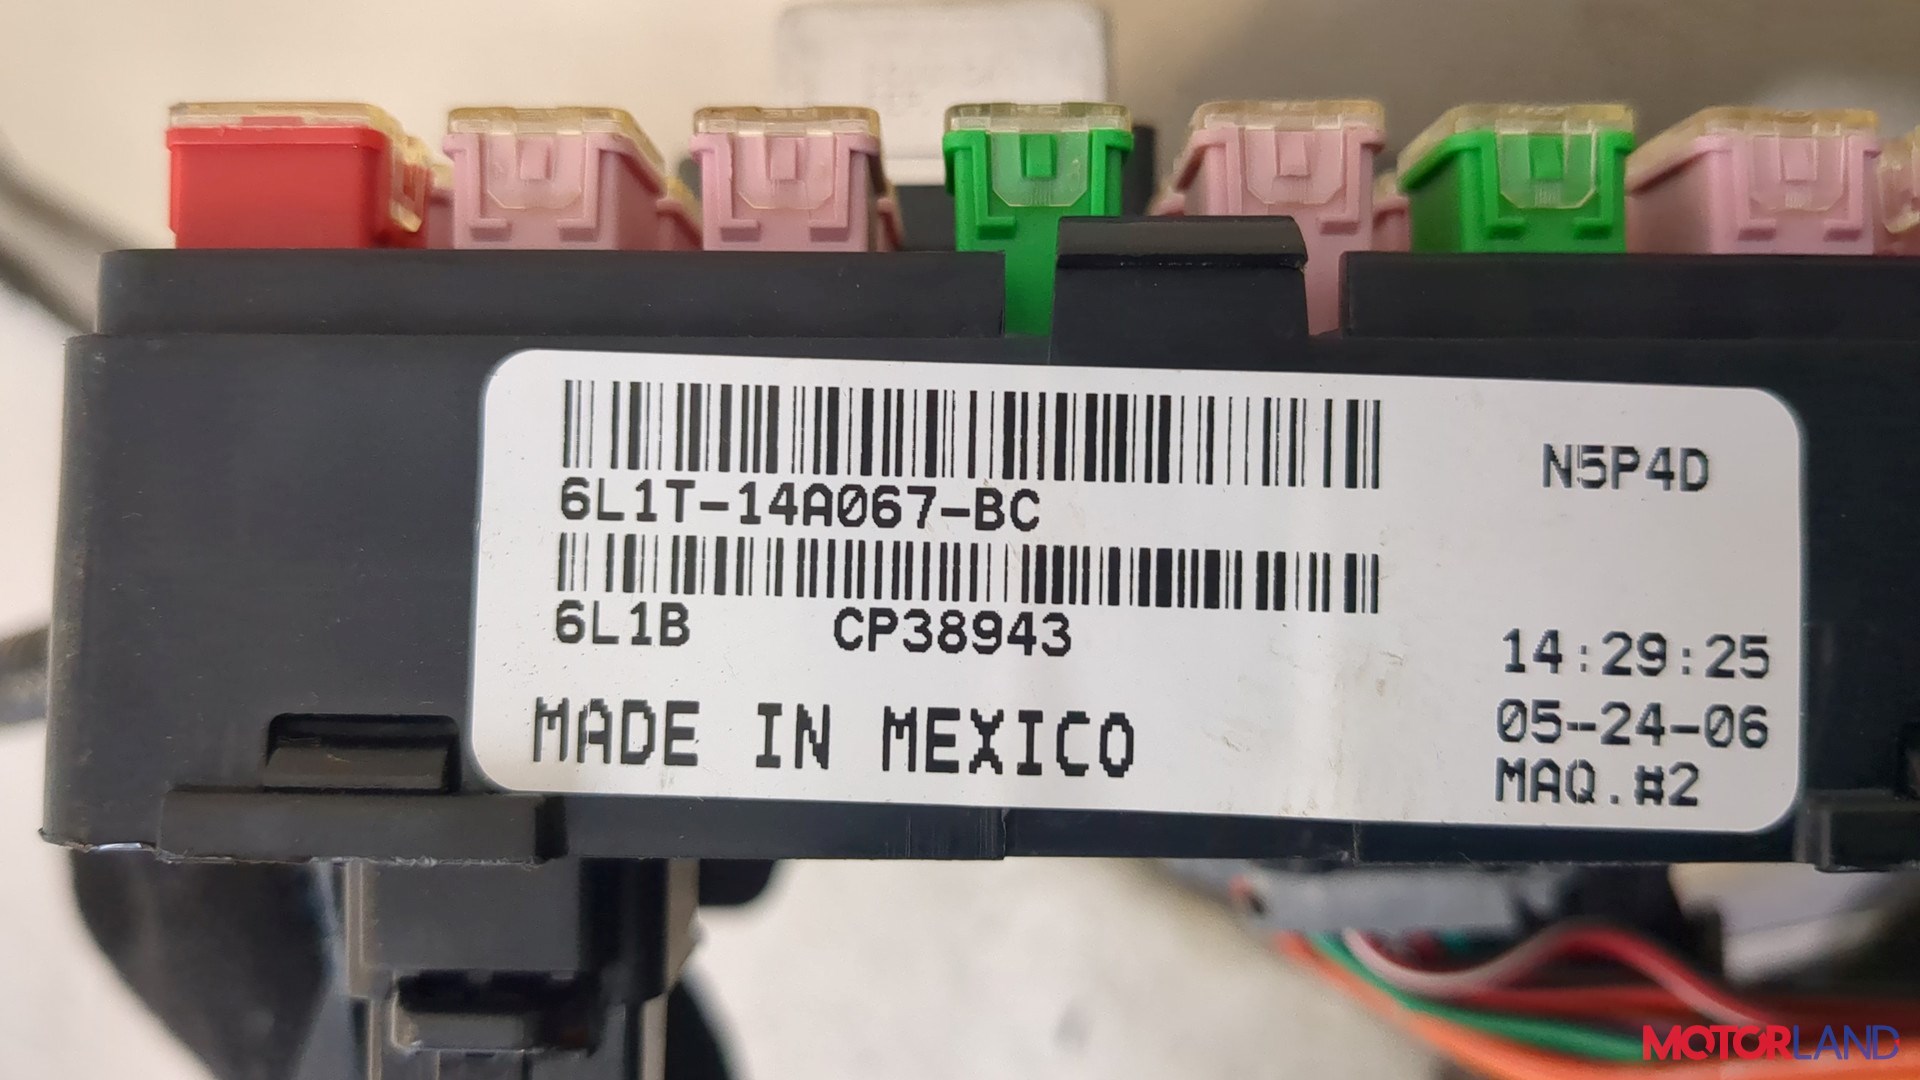 6L1T-14A067-BC
N5P4D
6L1B CP38943
14:29:25
05-24-06
MADE IN MEXICO
MAQ.#2
MOTORLAND